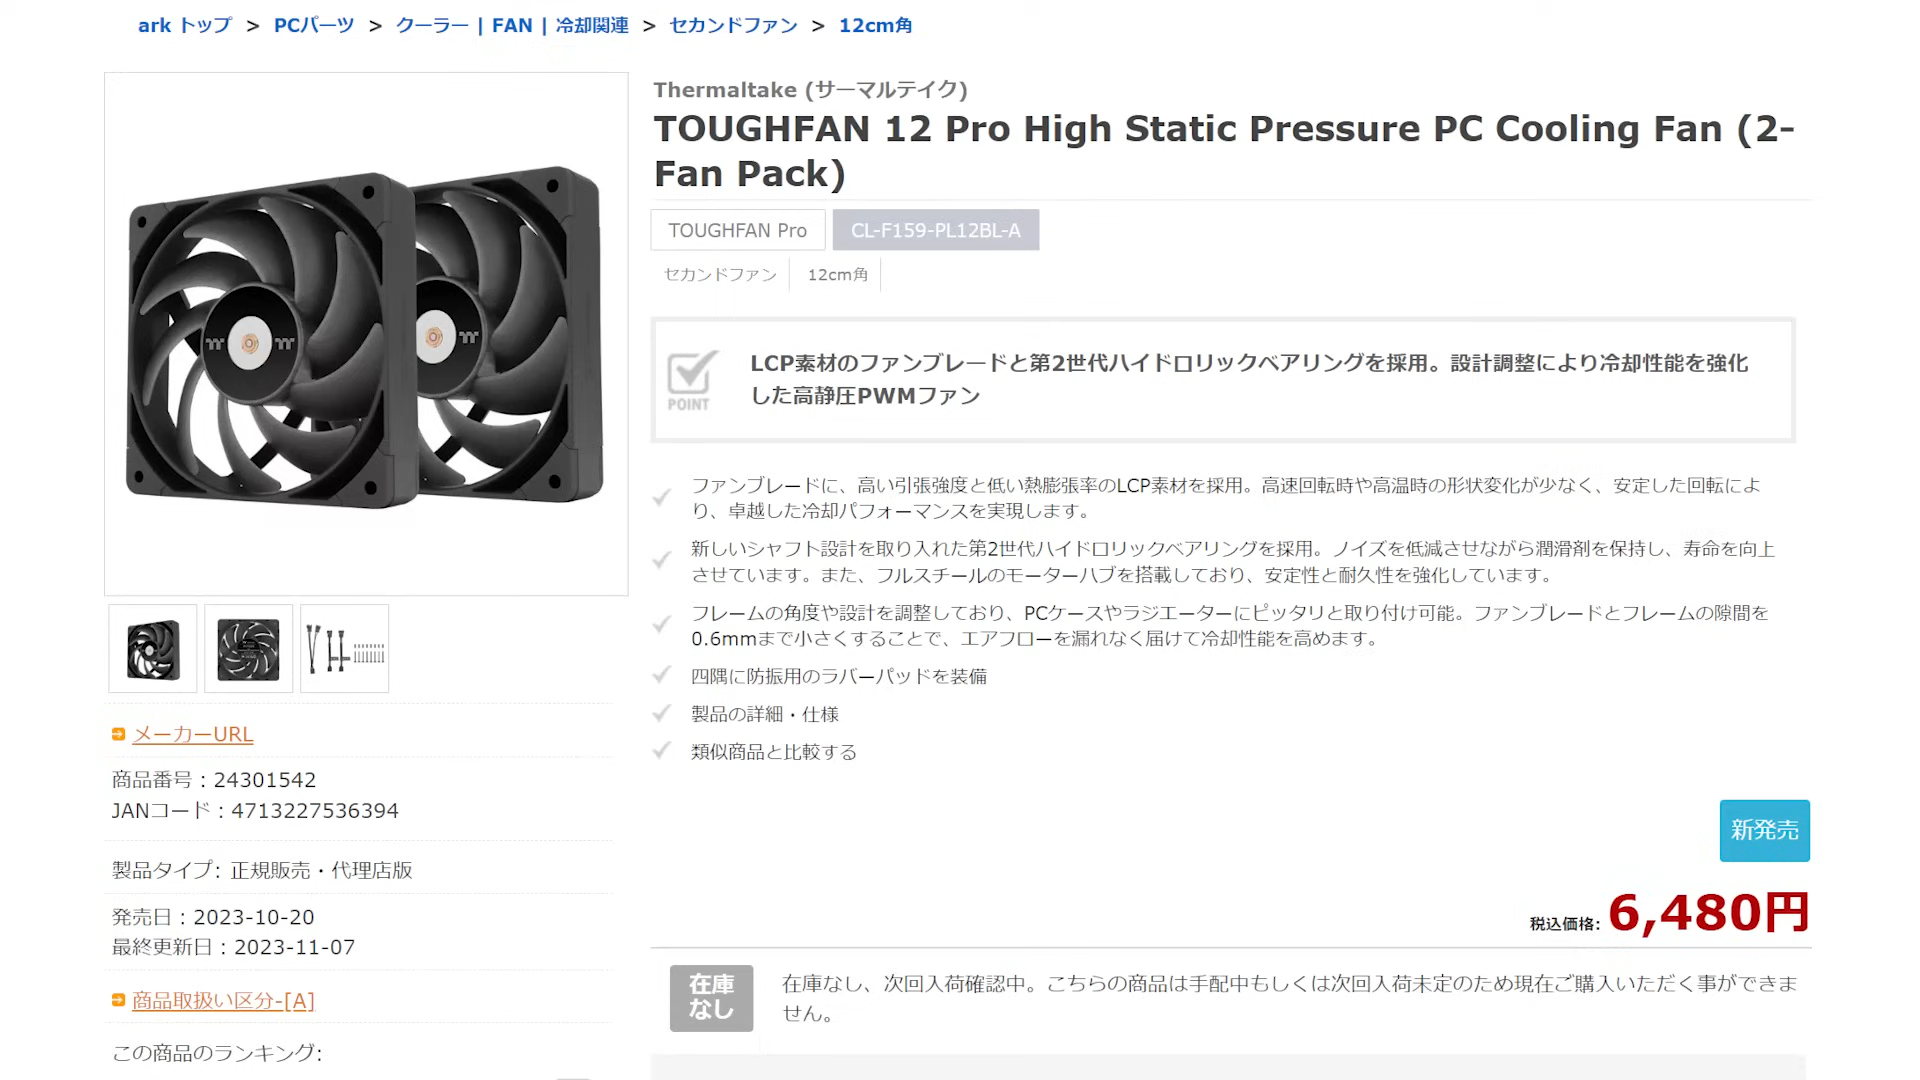 ark トップ > PCパーツ > クーラー | FAN | 冷却関連 > セカンドファン > 12cm角
Thermaltake (サーマルテイク)
TOUGHFAN 12 Pro High Static Pressure PC Cooling Fan (2-
Fan Pack)
TOUGHFAN Pro
CL-F159-PL12BL-A
セカンドファン
12cm角
POINT
LCP素材のファンブレードと第2世代ハイドロリックベアリングを採用。設計調整により冷却性能を強化
した高静圧PWMファン
ファンブレードに、高い引張強度と低い熱膨張率のLCP素材を採用。高速回転時や高温時の形状変化が少なく、安定した回転によ
り、卓越した冷却パフォーマンスを実現します。
新しいシャフト設計を取り入れた第2世代ハイドロリックベアリングを採用。ノイズを低減させながら潤滑剤を保持し、寿命を向上
させています。また、フルスチールのモーターハブを搭載しており、安定性と耐久性を強化しています。
フレームの角度や設計を調整しており、PCケースやラジエーターにピッタリと取り付け可能。ファンブレードとフレームの隙間を
0.6mmまで小さくすることで、エアフローを漏れなく届けて冷却性能を高めます。
四隅に防振用のラバーパッドを装備
製品の詳細・仕様
類似商品と比較する
メーカーURL
商品番号：24301542
JANコード：4713227536394
製品タイプ: 正規販売・代理店版
発売日：2023-10-20
最終更新日：2023-11-07
商品取扱い区分-[A]
この商品のランキング:
新発売
税込価格: 6,480円
在庫
なし
在庫なし、次回入荷確認中。こちらの商品は手配中もしくは次回入荷未定のため現在ご購入いただく事ができま
せん。